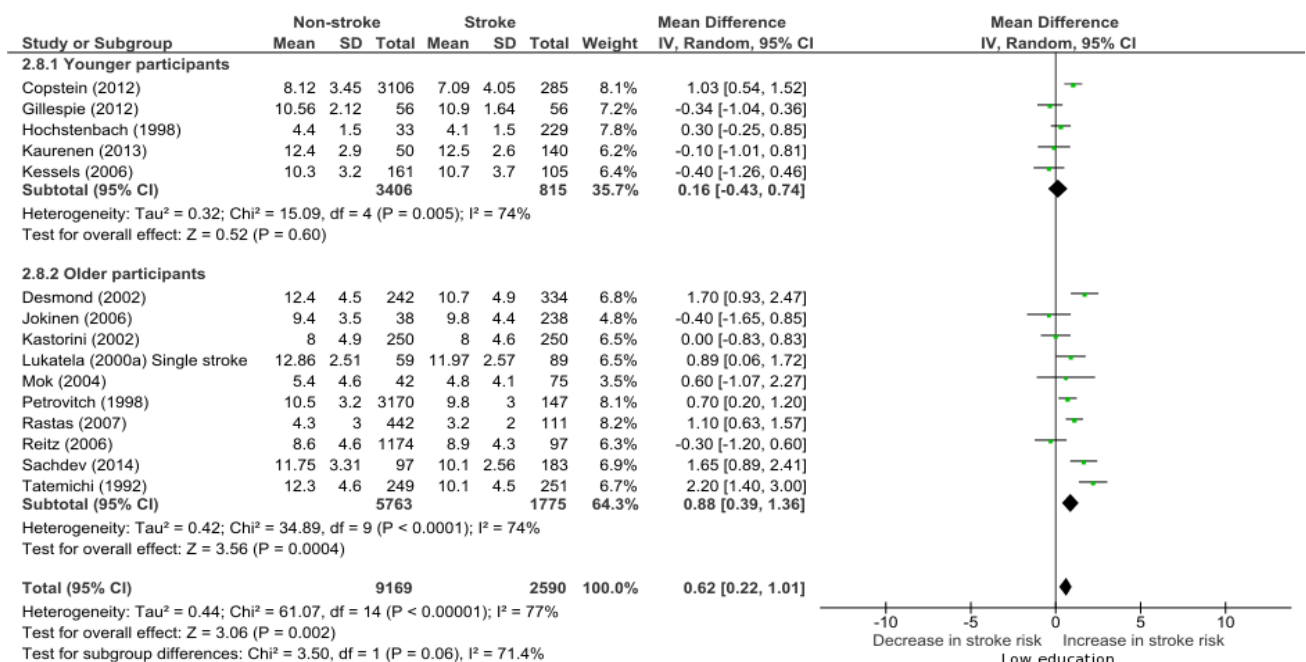 Non-stroke Stroke Mean Difference Mean Difference
Study or Subgroup Mean SD Total Mean SD Total Weight IV, Random, 95% CI IV, Random, 95% CI
2.8.1 Younger participants
Copstein (2012) 8.12 3.45 3106 7.09 4.05 285 8.1% 1.03 [0.54, 1.52]
Gillespie (2012) 10.56 2.12 56 10.9 1.64 56 7.2% -0.34 [-1.04, 0.36]
Hochstenbach (1998) 4.4 1.5 33 4.1 1.5 229 7.8% 0.30 [-0.25, 0.85]
Kaurenen (2013) 12.4 2.9 50 12.5 2.6 140 6.2% -0.10 [-1.01, 0.81]
Kessels (2006) 10.3 3.2 161 10.7 3.7 105 6.4% -0.40 [-1.26, 0.46]
Subtotal (95% CI) 3406 815 35.7% 0.16 [-0.43, 0.74]
Heterogeneity: Tau² = 0.32; Chi² = 15.09, df = 4 (P = 0.005); I² = 74%
Test for overall effect: Z = 0.52 (P = 0.60)
2.8.2 Older participants
Desmond (2002) 12.4 4.5 242 10.7 4.9 334 6.8% 1.70 [0.93, 2.47]
Jokinen (2006) 9.4 3.5 38 9.8 4.4 238 4.8% -0.40 [-1.65, 0.85]
Kastorini (2002) 8 4.9 250 8 4.6 250 6.5% 0.00 [-0.83, 0.83]
Lukatela (2000a) Single stroke 12.86 2.51 59 11.97 2.57 89 6.5% 0.89 [0.06, 1.72]
Mok (2004) 5.4 4.6 42 4.8 4.1 75 3.5% 0.60 [-1.07, 2.27]
Petrovitch (1998) 10.5 3.2 3170 9.8 3 147 8.1% 0.70 [0.20, 1.20]
Rastas (2007) 4.3 3 442 3.2 2 111 8.2% 1.10 [0.63, 1.57]
Reitz (2006) 8.6 4.6 1174 8.9 4.3 97 6.3% -0.30 [-1.20, 0.60]
Sachdev (2014) 11.75 3.31 97 10.1 2.56 183 6.9% 1.65 [0.89, 2.41]
Tatemichi (1992) 12.3 4.6 249 10.1 4.5 251 6.7% 2.20 [1.40, 3.00]
Subtotal (95% CI) 5763 1775 64.3% 0.88 [0.39, 1.36]
Heterogeneity: Tau² = 0.42; Chi² = 34.89, df = 9 (P < 0.0001); I² = 74%
Test for overall effect: Z = 3.56 (P = 0.0004)
Total (95% CI) 9169 2590 100.0% 0.62 [0.22, 1.01]
Heterogeneity: Tau² = 0.44; Chi² = 61.07, df = 14 (P < 0.00001); I² = 77%
Test for overall effect: Z = 3.06 (P = 0.002)
Test for subgroup differences: Chi² = 3.50, df = 1 (P = 0.06), I² = 71.4%
-10 -5 0 5 10
Decrease in stroke risk Increase in stroke risk
Low education